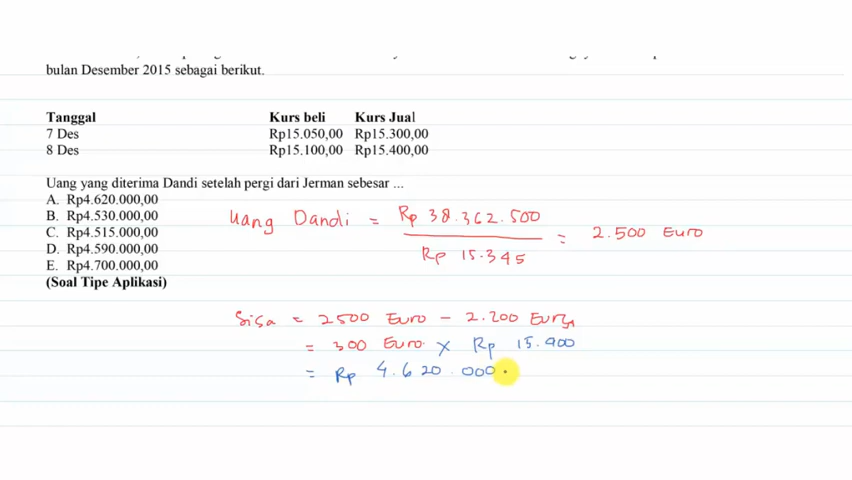 bulan Desember 2015 sebagai berikut.
Tanggal Kurs beli Kurs Jual
7 Des Rp15.050,00 Rp15.300,00
8 Des Rp15.100,00 Rp15.400,00
Uang yang diterima Dandi setelah pergi dari Jerman sebesar ...
A. Rp4.620.000,00
B. Rp4.530.000,00
C. Rp4.515.000,00
D. Rp4.590.000,00
E. Rp4.700.000,00
(Soal Tipe Aplikasi)
Uang Dandi = Rp 38.362.500
Rp 15.345
= 2.500 Euro
Sisa = 2500 Euro - 2.200 Euro
= 300 Euro × Rp 15.400
= Rp 4.620.000